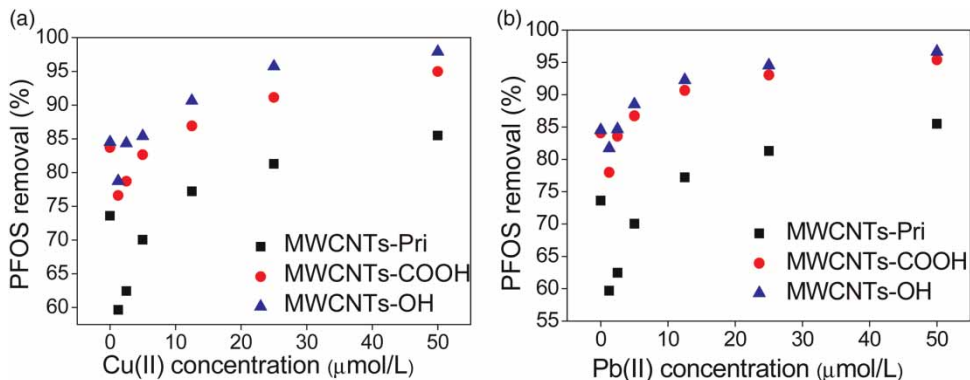 (a)
100
95
90
85
80
75
70
65
60
PFOS removal (%)
MWCNTs-Pri
MWCNTs-COOH
MWCNTs-OH
0 10 20 30 40 50
Cu(II) concentration (μmol/L)
(b)
100
95
90
85
80
75
70
65
60
55
PFOS removal (%)
MWCNTs-Pri
MWCNTs-COOH
MWCNTs-OH
0 10 20 30 40 50
Pb(II) concentration (μmol/L)